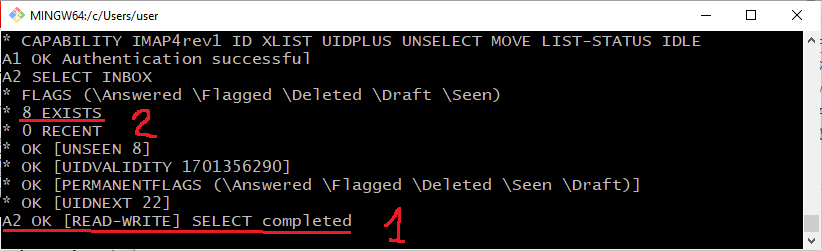 MINGW64:/c/Users/user
* CAPABILITY IMAP4rev1 ID XLIST UIDPLUS UNSELECT MOVE LIST-STATUS IDLE
A1 OK Authentication successful
A2 SELECT INBOX
* FLAGS (\Answered \Flagged \Deleted \Draft \Seen)
* 8 EXISTS
2
* 0 RECENT
* OK [UNSEEN 8]
* OK [UIDVALIDITY 1701356290]
* OK [PERMANENTFLAGS (\Answered \Flagged \Deleted \Seen \Draft)]
* OK [UIDNEXT 22]
A2 OK [READ-WRITE] SELECT completed
1